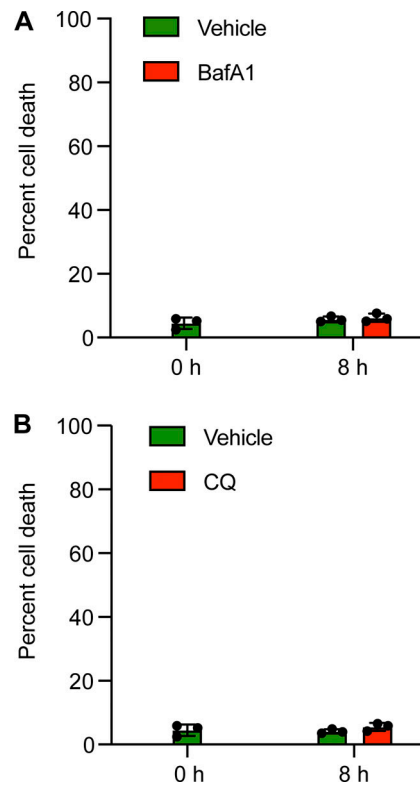 A
Vehicle
BafA1
Percent cell death
100
80
60
40
20
0
0 h
8 h
B
Vehicle
CQ
Percent cell death
100
80
60
40
20
0
0 h
8 h